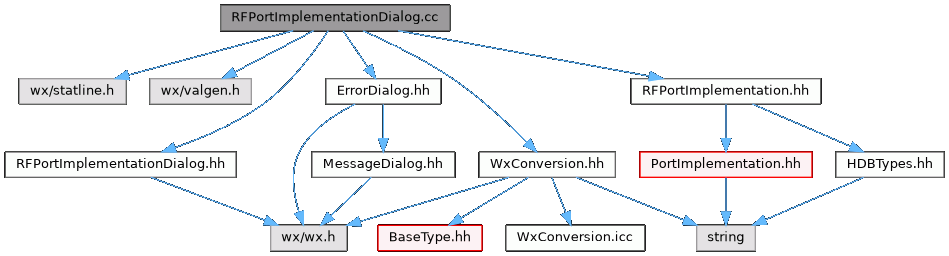 RFPortImplementationDialog.cc
wx/statline.h
wx/valgen.h
ErrorDialog.hh
RFPortImplementation.hh
RFPortImplementationDialog.hh
MessageDialog.hh
WxConversion.hh
PortImplementation.hh
HDBTypes.hh
wx/wx.h
BaseType.hh
WxConversion.icc
string